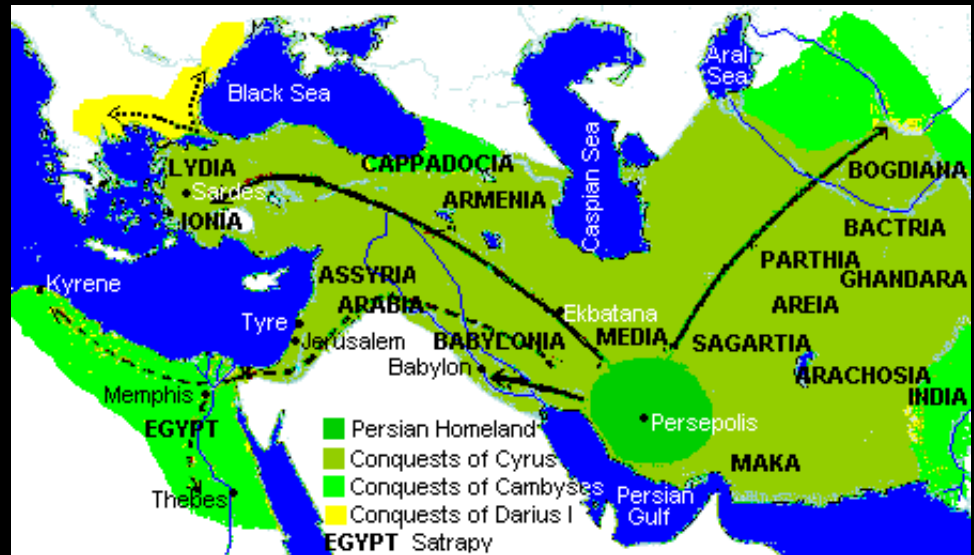 Aral
Sea
Black Sea
Caspian Sea
LYDIA
CAPPADOCIA
BOGDIANA
Sardes
ARMENIA
IONIA
BACTRIA
PARTHIA
ASSYRIA
GHANDARA
Kyrene
ARABIA
AREIA
Ekbatana
Tyre
MEDIA
Jerusalem
BABYLONIA
SAGARTIA
Babylon
ARACHOSIA
Memphis
INDIA
EGYPT
Persepolis
Persian Homeland
Conquests of Cyrus
MAKA
Thebes
Conquests of Cambyses
Persian
Gulf
Conquests of Darius I
EGYPT Satrapy